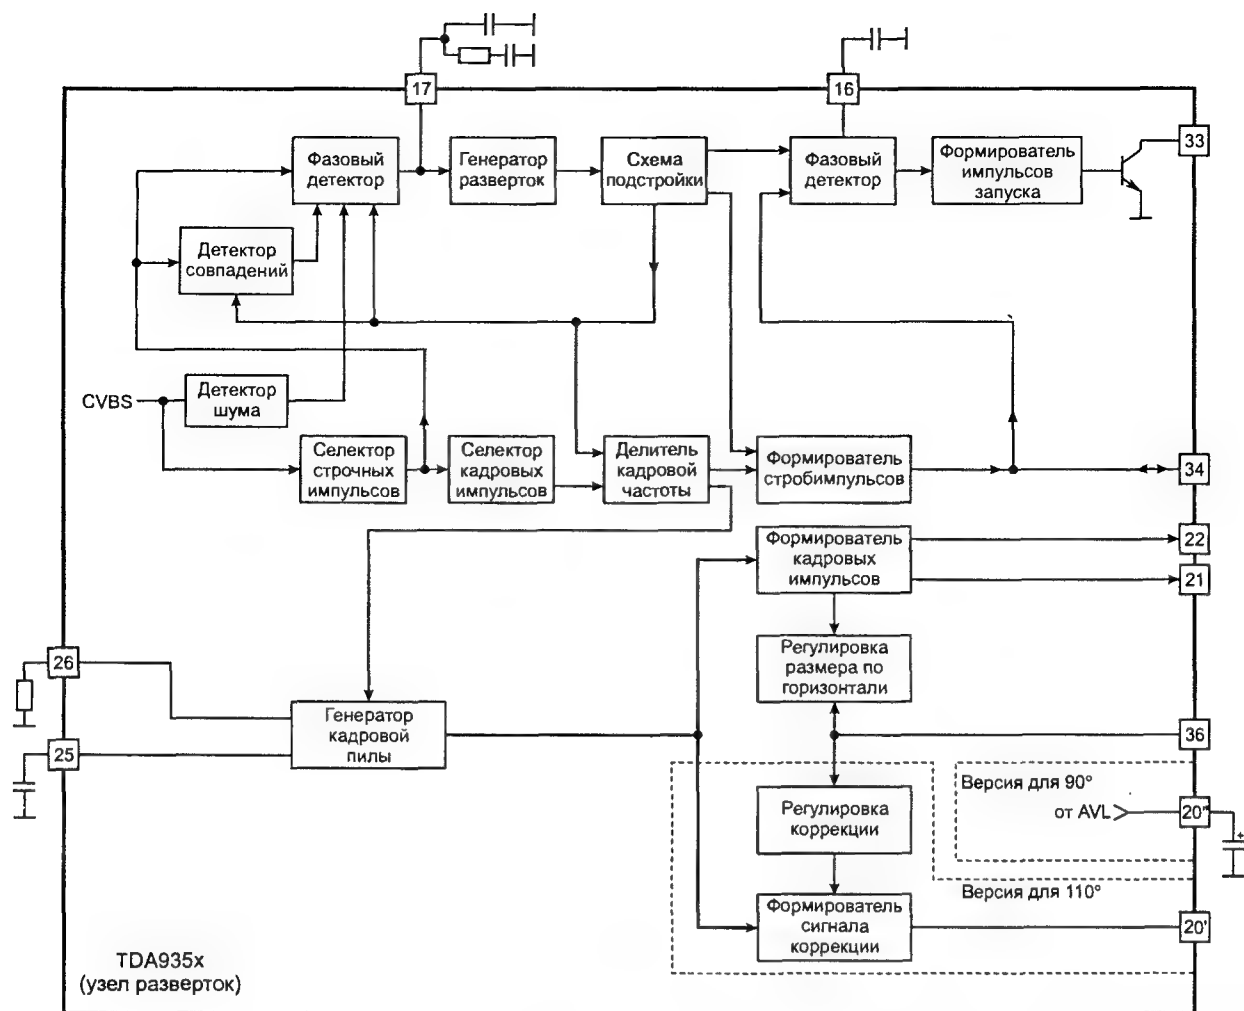 17
16
33
Фазовый
детектор
Генератор
разверток
Схема
подстройки
Фазовый
детектор
Формирователь
импульсов
запуска
Детектор
совпадений
CVBS
Детектор
шума
Селектор
строчных
импульсов
Селектор
кадровых
импульсов
Делитель
кадровой
частоты
Формирователь
стробимпульсов
34
Формирователь
кадровых
импульсов
22
21
26
Регулировка
размера по
горизонтали
Генератор
кадровой
пилы
25
36
Версия для 90°
Регулировка
коррекции
от AVL
20"
+
Версия для 110°
Формирователь
сигнала
коррекции
20'
TDA935x
(узел разверток)